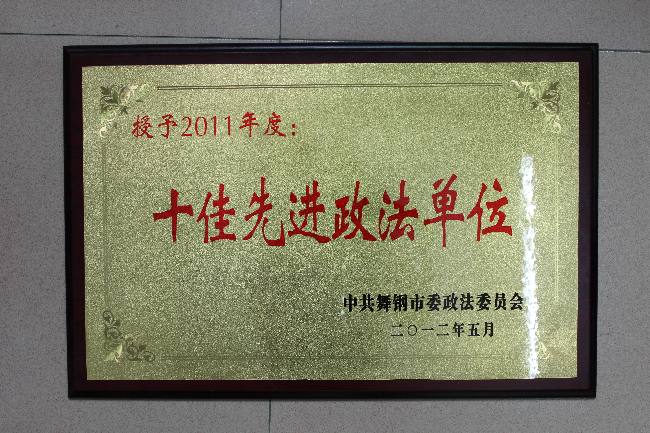 授予2011年度：
十佳先进政法单位
中共舞钢市委政法委员会
二〇一二年五月